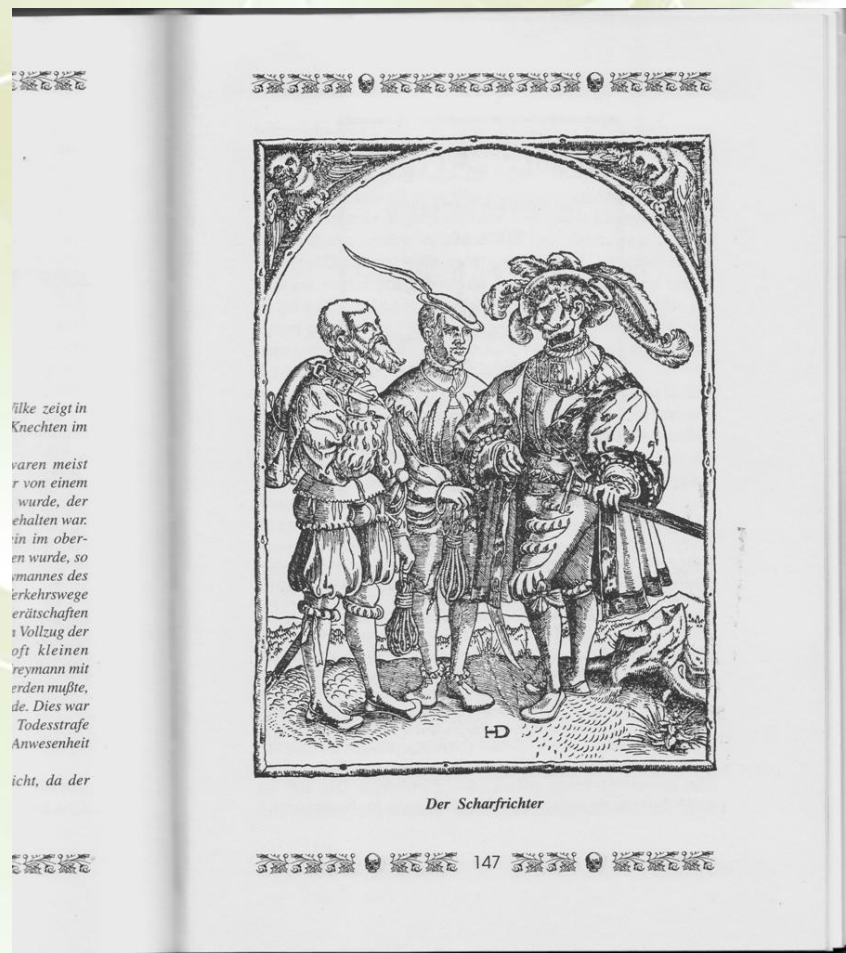 zeigt in
Knechten im
waren meist
r von einem
wurde, der
ehalten war.
ein im ober-
en wurde, so
mannes des
erkehrswege
erätschaften
Vollzug der
oft kleinen
reymann mit
erden mußte,
de. Dies war
Todesstrafe
Anwesenheit
icht, da der
HD
Der Scharfrichter
147